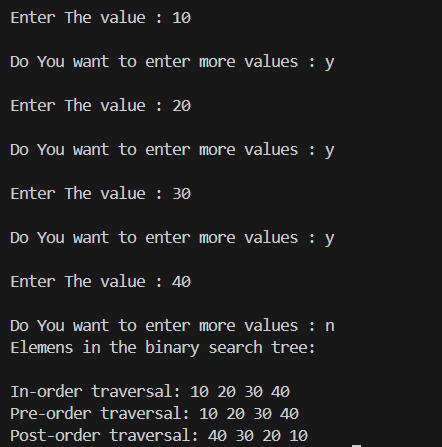 Enter The value : 10
Do You want to enter more values : y
Enter The value : 20
Do You want to enter more values : y
Enter The value : 30
Do You want to enter more values : y
Enter The value : 40
Do You want to enter more values : n
Elemens in the binary search tree:
In-order traversal: 10 20 30 40
Pre-order traversal: 10 20 30 40
Post-order traversal: 40 30 20 10